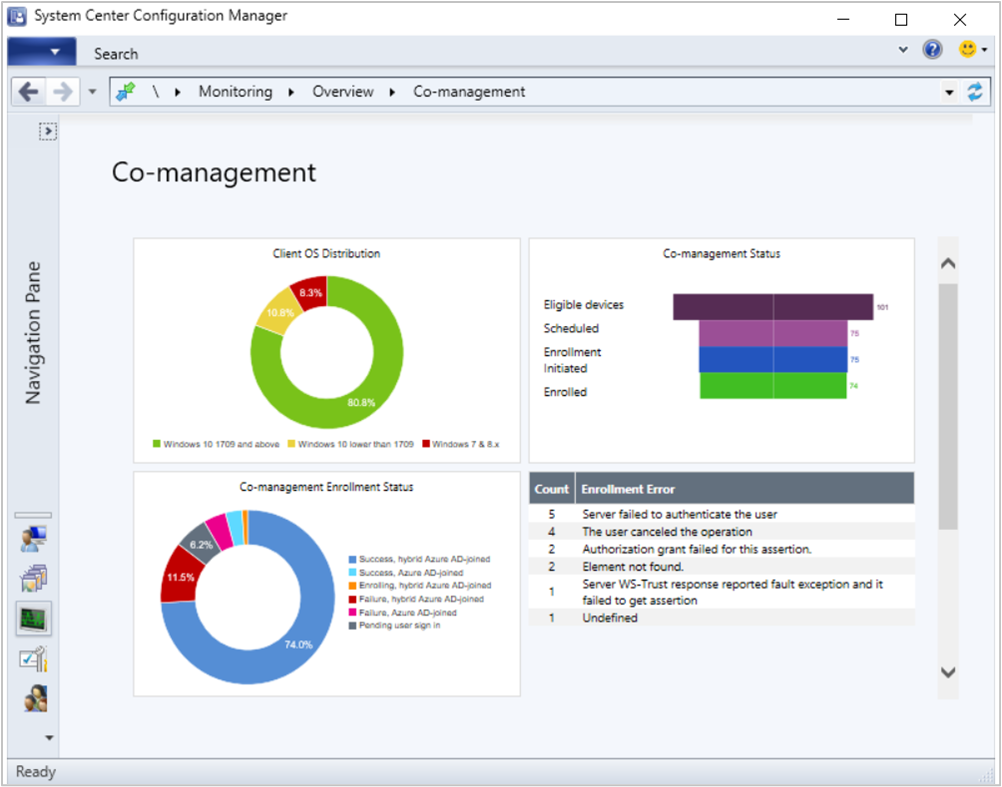 System Center Configuration Manager
Search
\ Monitoring Overview Co-management
Navigation Pane
Co-management
Client OS Distribution
8.3%
10.8%
80.8%
Windows 10 1709 and above Windows 10 lower than 1709 Windows 7 & 8.x
Co-management Status
Eligible devices 101
Scheduled 75
Enrollment
Initiated 75
Enrolled 74
Co-management Enrollment Status
6.2%
11.5%
74.0%
Success, hybrid Azure AD-joined
Success, Azure AD-joined
Enrolling, hybrid Azure AD-joined
Failure, hybrid Azure AD-joined
Failure, Azure AD-joined
Pending user sign in
Count Enrollment Error
5 Server failed to authenticate the user
4 The user canceled the operation
2 Authorization grant failed for this assertion.
2 Element not found.
1 Server WS-Trust response reported fault exception and it
failed to get assertion
1 Undefined
Ready